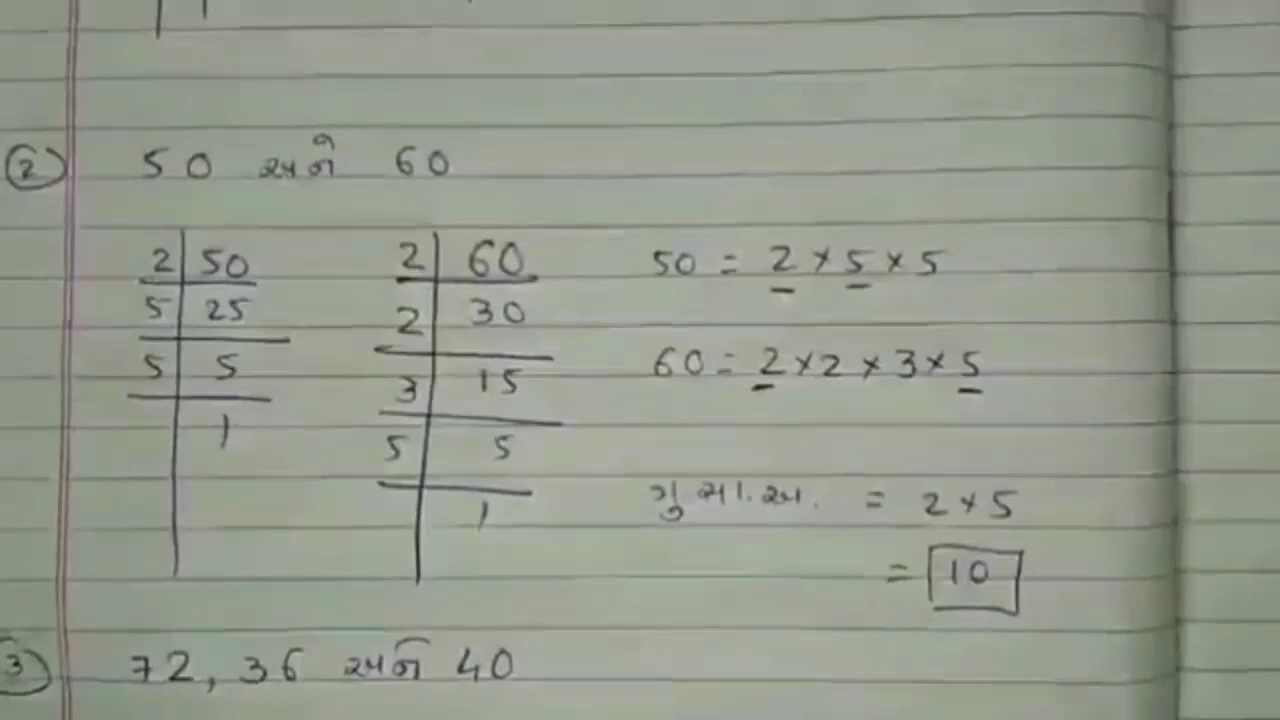 ② 50 અને 60
2 | 50
5 | 25
5 | 5
1
2 | 60
2 | 30
3 | 15
5 | 5
1
50 = 2 × 5 × 5
60 = 2 × 2 × 3 × 5
ગુ.સા.અ. = 2 × 5
= 10
③ 72, 36 અને 40